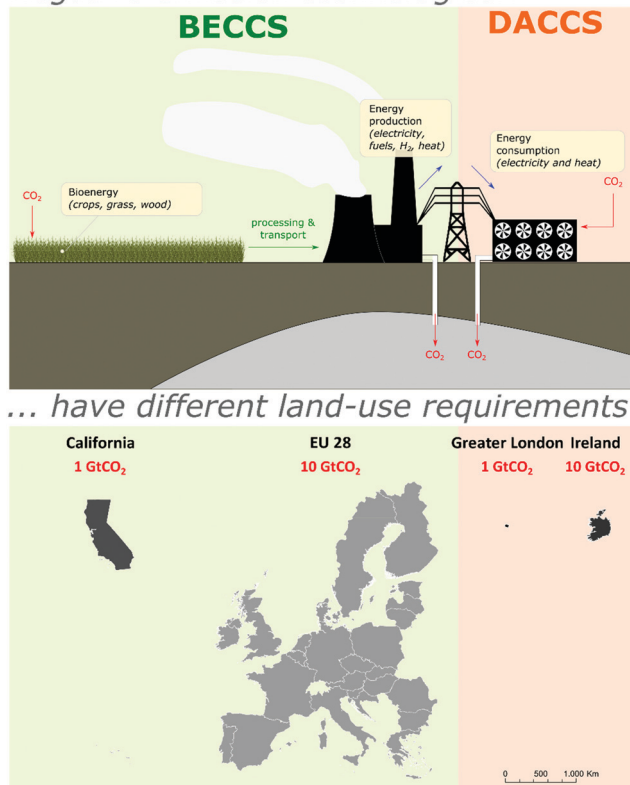 BECCS
DACCS
Energy
production
(electricity,
fuels, H₂, heat)
Energy
consumption
(electricity and heat)
CO₂
CO₂
Bioenergy
(crops, grass, wood)
processing &
transport
CO₂
CO₂
... have different land-use requirements
California
EU 28
Greater London
Ireland
1 GtCO₂
10 GtCO₂
1 GtCO₂
10 GtCO₂
0 500 1.000 Km